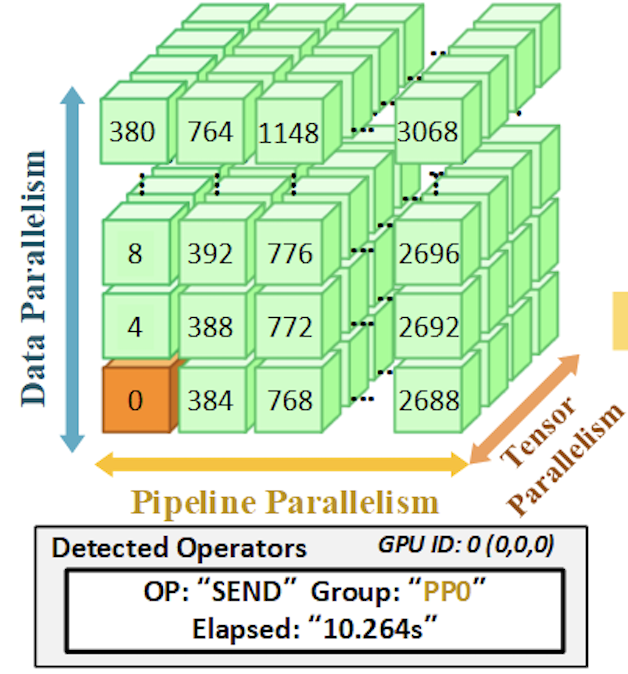 380 764 1148 ... 3068
8 392 776 ... 2696
4 388 772 ... 2692
0 384 768 ... 2688
Data Parallelism
Tensor
Parallelism
Pipeline Parallelism
Detected Operators GPU ID: 0 (0,0,0)
OP: “SEND” Group: “PP0”
Elapsed: “10.264s”